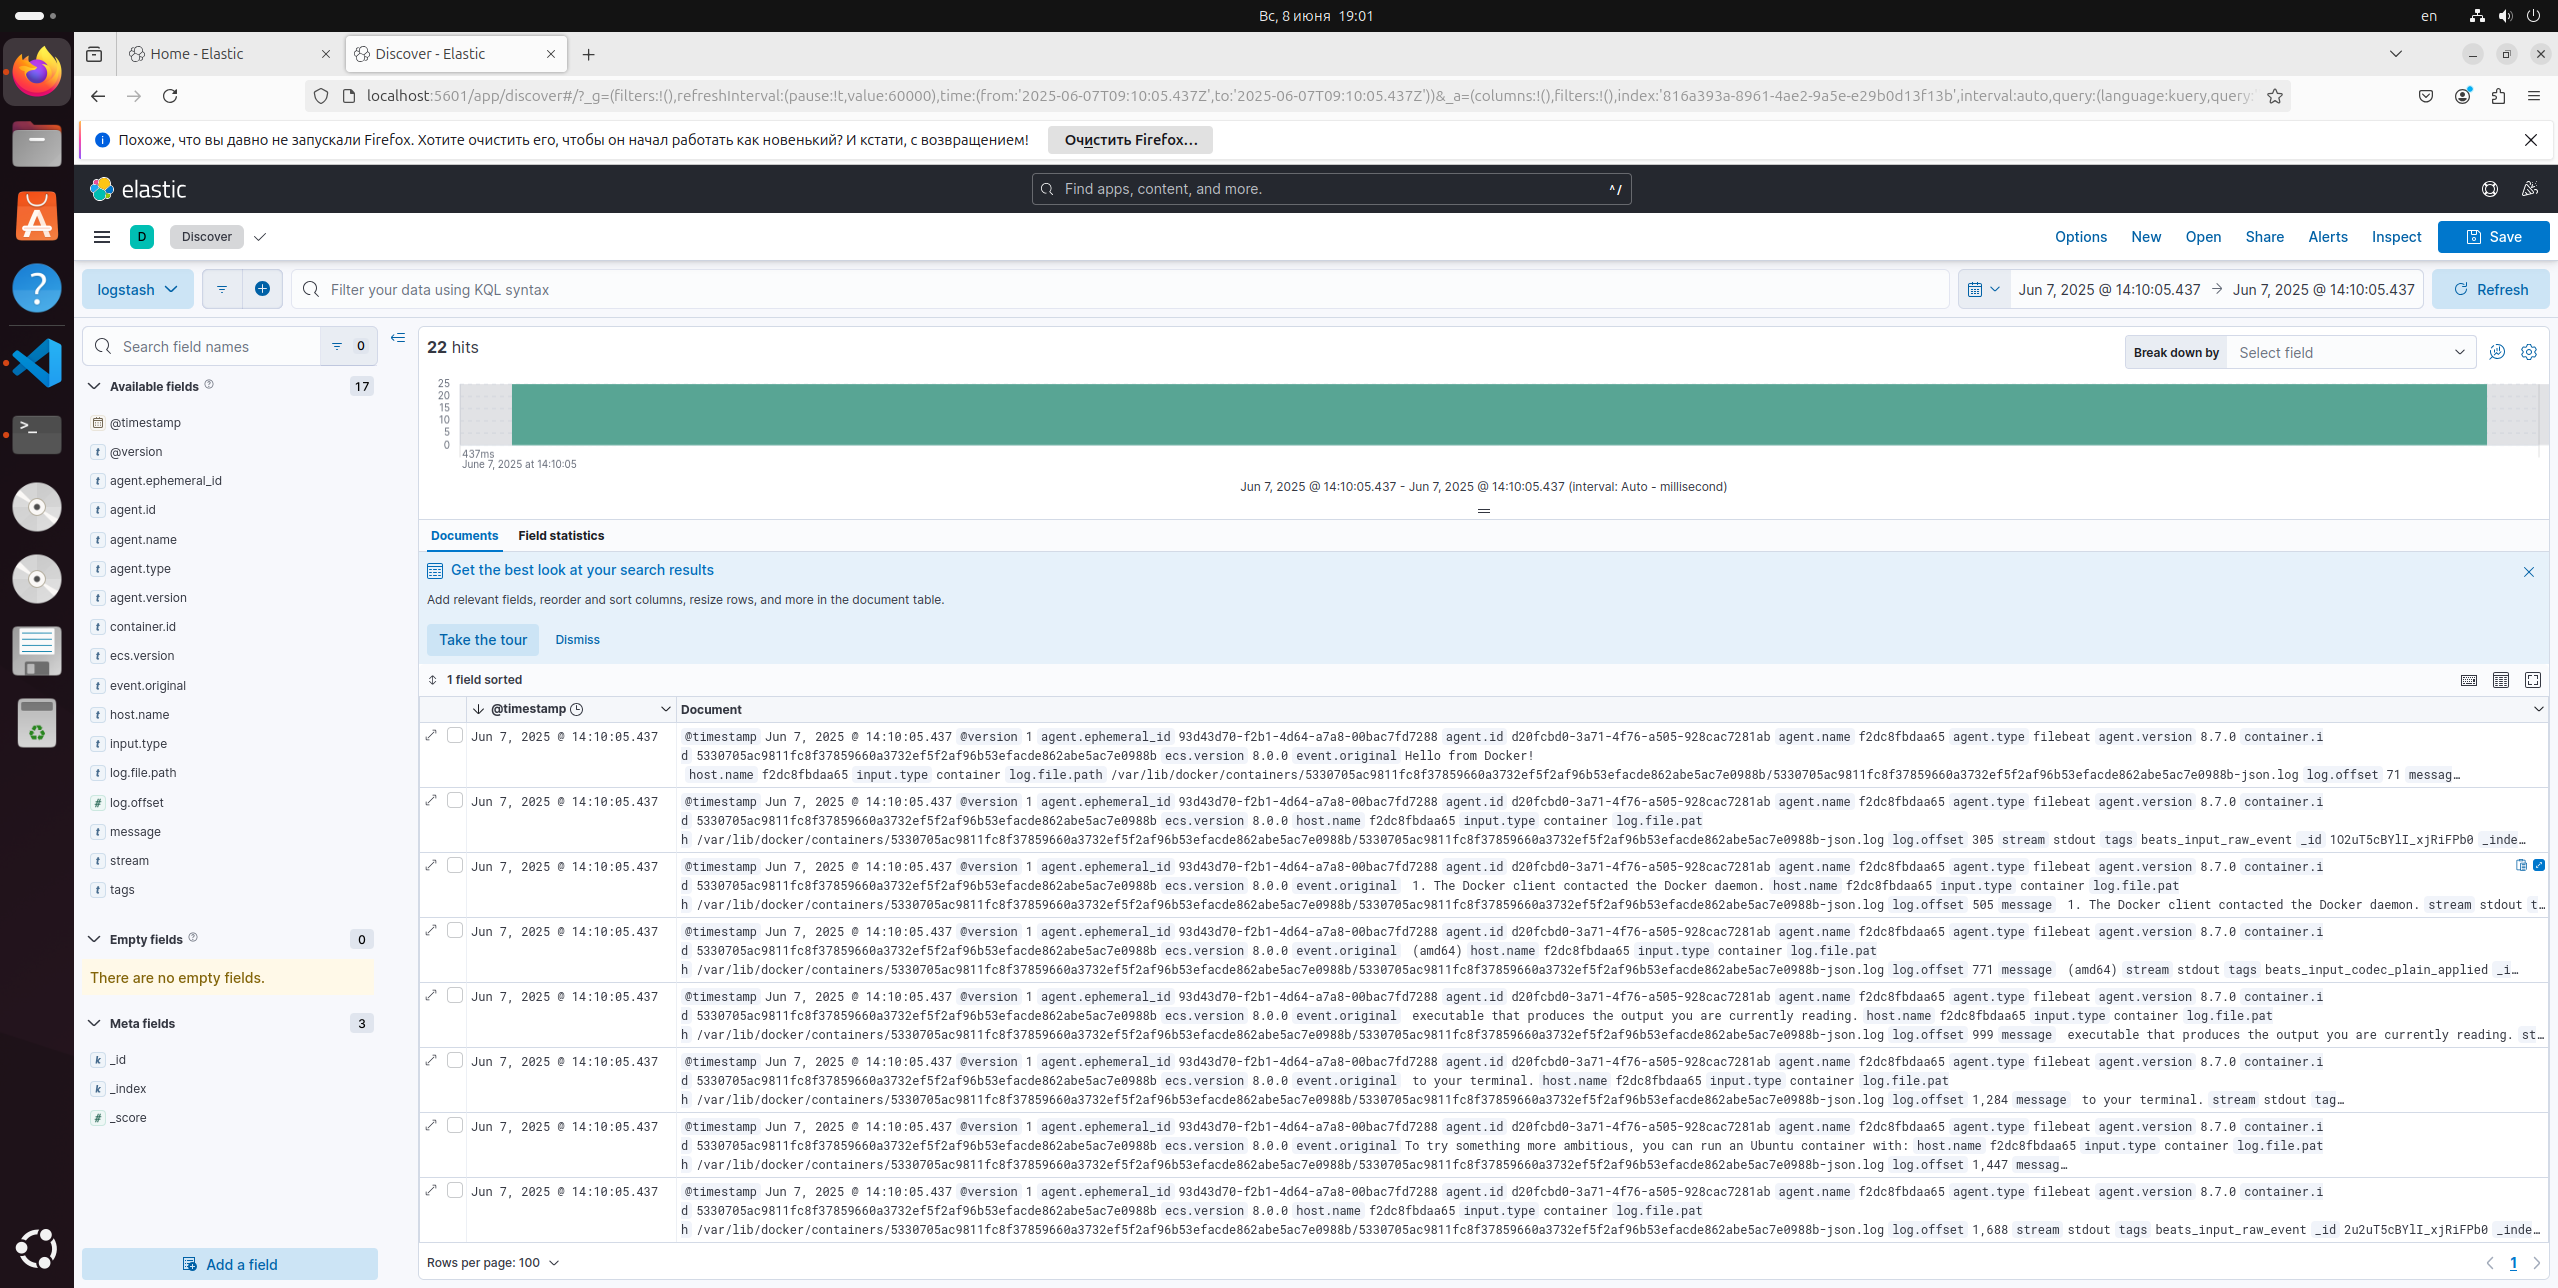 Вс, 8 июня 19:01
en
Home - Elastic
Discover - Elastic
localhost:5601/app/discover#/?_g=(filters:!(),refreshInterval:(pause:!t,value:60000),time:(from:'2025-06-07T09:10:05.437Z',to:'2025-06-07T09:10:05.437Z'))&_a=(columns:!(),filters:!(),index:'816a393a-8961-4ae2-9a5e-e29b0d13f13b',interval:auto,query:(language:kuery,query:'
Похоже, что вы давно не запускали Firefox. Хотите очистить его, чтобы он начал работать как новенький? И кстати, с возвращением! Очистить Firefox…
elastic
Find apps, content, and more. ^/
D Discover
Options New Open Share Alerts Inspect Save
logstash
Filter your data using KQL syntax
Jun 7, 2025 @ 14:10:05.437 → Jun 7, 2025 @ 14:10:05.437
Refresh
Search field names 0
Available fields 17
@timestamp
@version
agent.ephemeral_id
agent.id
agent.name
agent.type
agent.version
container.id
ecs.version
event.original
host.name
input.type
log.file.path
log.offset
message
stream
tags
Empty fields 0
There are no empty fields.
Meta fields 3
_id
_index
_score
Add a field
22 hits
Break down by Select field
25
20
15
10
5
0
437ms
June 7, 2025 at 14:10:05
Jun 7, 2025 @ 14:10:05.437 - Jun 7, 2025 @ 14:10:05.437 (interval: Auto - millisecond)
Documents Field statistics
Get the best look at your search results
Add relevant fields, reorder and sort columns, resize rows, and more in the document table.
Take the tour Dismiss
1 field sorted
@timestamp Document
Jun 7, 2025 @ 14:10:05.437 @timestamp Jun 7, 2025 @ 14:10:05.437 @version 1 agent.ephemeral_id 93d43d70-f2b1-4d64-a7a8-00bac7fd7288 agent.id d20fcbd0-3a71-4f76-a505-928cac7281ab agent.name f2dc8fbdaa65 agent.type filebeat agent.version 8.7.0 container.i
d 5330705ac9811fc8f37859660a3732ef5f2af96b53efacde862abe5ac7e0988b ecs.version 8.0.0 event.original Hello from Docker!
host.name f2dc8fbdaa65 input.type container log.file.path /var/lib/docker/containers/5330705ac9811fc8f37859660a3732ef5f2af96b53efacde862abe5ac7e0988b/5330705ac9811fc8f37859660a3732ef5f2af96b53efacde862abe5ac7e0988b-json.log log.offset 71 messag…
Jun 7, 2025 @ 14:10:05.437 @timestamp Jun 7, 2025 @ 14:10:05.437 @version 1 agent.ephemeral_id 93d43d70-f2b1-4d64-a7a8-00bac7fd7288 agent.id d20fcbd0-3a71-4f76-a505-928cac7281ab agent.name f2dc8fbdaa65 agent.type filebeat agent.version 8.7.0 container.i
d 5330705ac9811fc8f37859660a3732ef5f2af96b53efacde862abe5ac7e0988b ecs.version 8.0.0 host.name f2dc8fbdaa65 input.type container log.file.pat
h /var/lib/docker/containers/5330705ac9811fc8f37859660a3732ef5f2af96b53efacde862abe5ac7e0988b/5330705ac9811fc8f37859660a3732ef5f2af96b53efacde862abe5ac7e0988b-json.log log.offset 305 stream stdout tags beats_input_raw_event _id 1O2uT5cBYlI_xjRiFPb0 _inde…
Jun 7, 2025 @ 14:10:05.437 @timestamp Jun 7, 2025 @ 14:10:05.437 @version 1 agent.ephemeral_id 93d43d70-f2b1-4d64-a7a8-00bac7fd7288 agent.id d20fcbd0-3a71-4f76-a505-928cac7281ab agent.name f2dc8fbdaa65 agent.type filebeat agent.version 8.7.0 container.i
d 5330705ac9811fc8f37859660a3732ef5f2af96b53efacde862abe5ac7e0988b ecs.version 8.0.0 event.original 1. The Docker client contacted the Docker daemon. host.name f2dc8fbdaa65 input.type container log.file.pat
h /var/lib/docker/containers/5330705ac9811fc8f37859660a3732ef5f2af96b53efacde862abe5ac7e0988b/5330705ac9811fc8f37859660a3732ef5f2af96b53efacde862abe5ac7e0988b-json.log log.offset 505 message 1. The Docker client contacted the Docker daemon. stream stdout t…
Jun 7, 2025 @ 14:10:05.437 @timestamp Jun 7, 2025 @ 14:10:05.437 @version 1 agent.ephemeral_id 93d43d70-f2b1-4d64-a7a8-00bac7fd7288 agent.id d20fcbd0-3a71-4f76-a505-928cac7281ab agent.name f2dc8fbdaa65 agent.type filebeat agent.version 8.7.0 container.i
d 5330705ac9811fc8f37859660a3732ef5f2af96b53efacde862abe5ac7e0988b ecs.version 8.0.0 event.original (amd64) host.name f2dc8fbdaa65 input.type container log.file.pat
h /var/lib/docker/containers/5330705ac9811fc8f37859660a3732ef5f2af96b53efacde862abe5ac7e0988b/5330705ac9811fc8f37859660a3732ef5f2af96b53efacde862abe5ac7e0988b-json.log log.offset 771 message (amd64) stream stdout tags beats_input_codec_plain_applied _i…
Jun 7, 2025 @ 14:10:05.437 @timestamp Jun 7, 2025 @ 14:10:05.437 @version 1 agent.ephemeral_id 93d43d70-f2b1-4d64-a7a8-00bac7fd7288 agent.id d20fcbd0-3a71-4f76-a505-928cac7281ab agent.name f2dc8fbdaa65 agent.type filebeat agent.version 8.7.0 container.i
d 5330705ac9811fc8f37859660a3732ef5f2af96b53efacde862abe5ac7e0988b ecs.version 8.0.0 event.original executable that produces the output you are currently reading. host.name f2dc8fbdaa65 input.type container log.file.pat
h /var/lib/docker/containers/5330705ac9811fc8f37859660a3732ef5f2af96b53efacde862abe5ac7e0988b/5330705ac9811fc8f37859660a3732ef5f2af96b53efacde862abe5ac7e0988b-json.log log.offset 999 message executable that produces the output you are currently reading. st…
Jun 7, 2025 @ 14:10:05.437 @timestamp Jun 7, 2025 @ 14:10:05.437 @version 1 agent.ephemeral_id 93d43d70-f2b1-4d64-a7a8-00bac7fd7288 agent.id d20fcbd0-3a71-4f76-a505-928cac7281ab agent.name f2dc8fbdaa65 agent.type filebeat agent.version 8.7.0 container.i
d 5330705ac9811fc8f37859660a3732ef5f2af96b53efacde862abe5ac7e0988b ecs.version 8.0.0 event.original to your terminal. host.name f2dc8fbdaa65 input.type container log.file.pat
h /var/lib/docker/containers/5330705ac9811fc8f37859660a3732ef5f2af96b53efacde862abe5ac7e0988b/5330705ac9811fc8f37859660a3732ef5f2af96b53efacde862abe5ac7e0988b-json.log log.offset 1,284 message to your terminal. stream stdout tag…
Jun 7, 2025 @ 14:10:05.437 @timestamp Jun 7, 2025 @ 14:10:05.437 @version 1 agent.ephemeral_id 93d43d70-f2b1-4d64-a7a8-00bac7fd7288 agent.id d20fcbd0-3a71-4f76-a505-928cac7281ab agent.name f2dc8fbdaa65 agent.type filebeat agent.version 8.7.0 container.i
d 5330705ac9811fc8f37859660a3732ef5f2af96b53efacde862abe5ac7e0988b ecs.version 8.0.0 event.original To try something more ambitious, you can run an Ubuntu container with: host.name f2dc8fbdaa65 input.type container log.file.pat
h /var/lib/docker/containers/5330705ac9811fc8f37859660a3732ef5f2af96b53efacde862abe5ac7e0988b/5330705ac9811fc8f37859660a3732ef5f2af96b53efacde862abe5ac7e0988b-json.log log.offset 1,447 messag…
Jun 7, 2025 @ 14:10:05.437 @timestamp Jun 7, 2025 @ 14:10:05.437 @version 1 agent.ephemeral_id 93d43d70-f2b1-4d64-a7a8-00bac7fd7288 agent.id d20fcbd0-3a71-4f76-a505-928cac7281ab agent.name f2dc8fbdaa65 agent.type filebeat agent.version 8.7.0 container.i
d 5330705ac9811fc8f37859660a3732ef5f2af96b53efacde862abe5ac7e0988b ecs.version 8.0.0 host.name f2dc8fbdaa65 input.type container log.file.pat
h /var/lib/docker/containers/5330705ac9811fc8f37859660a3732ef5f2af96b53efacde862abe5ac7e0988b/5330705ac9811fc8f37859660a3732ef5f2af96b53efacde862abe5ac7e0988b-json.log log.offset 1,688 stream stdout tags beats_input_raw_event _id 2u2uT5cBYlI_xjRiFPb0 _inde…
Rows per page: 100
1